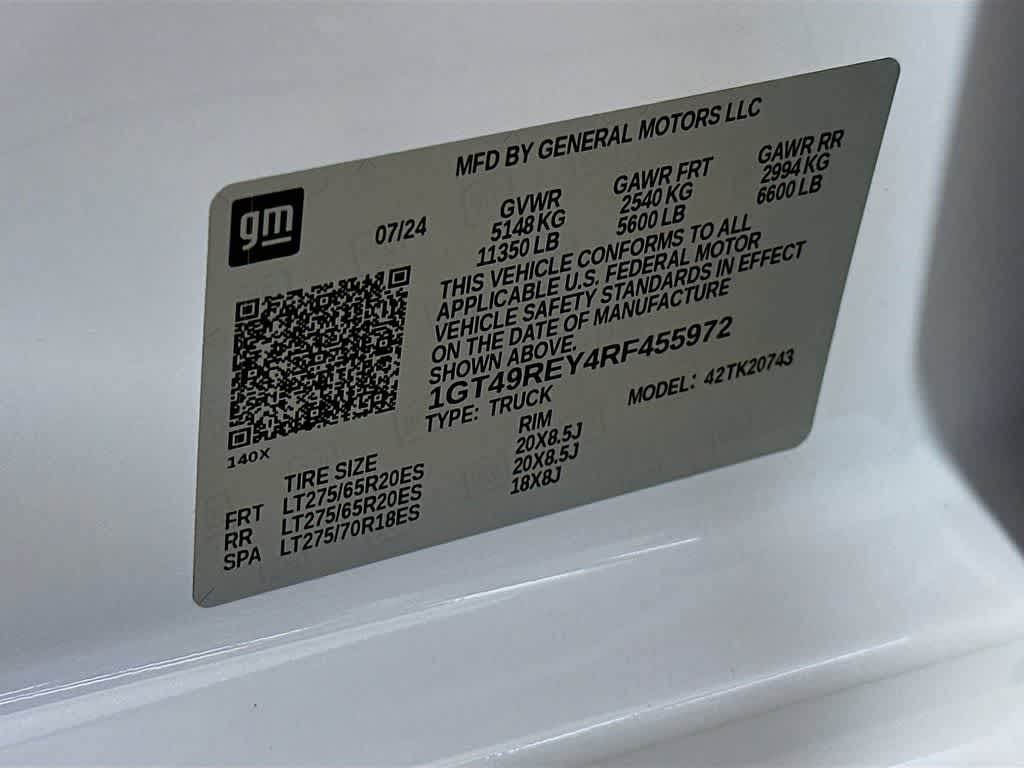 MFD BY GENERAL MOTORS LLC
gm
07/24
GVWR
5148 KG
11350 LB
GAWR FRT
2540 KG
5600 LB
GAWR RR
2994 KG
6600 LB
THIS VEHICLE CONFORMS TO ALL
APPLICABLE U.S. FEDERAL MOTOR
VEHICLE SAFETY STANDARDS IN EFFECT
ON THE DATE OF MANUFACTURE
SHOWN ABOVE.
1GT49REY4RF455972
TYPE: TRUCK MODEL: 42TK20743
140X
TIRE SIZE RIM
FRT LT275/65R20ES 20X8.5J
RR LT275/65R20ES 20X8.5J
SPA LT275/70R18ES 18X8J